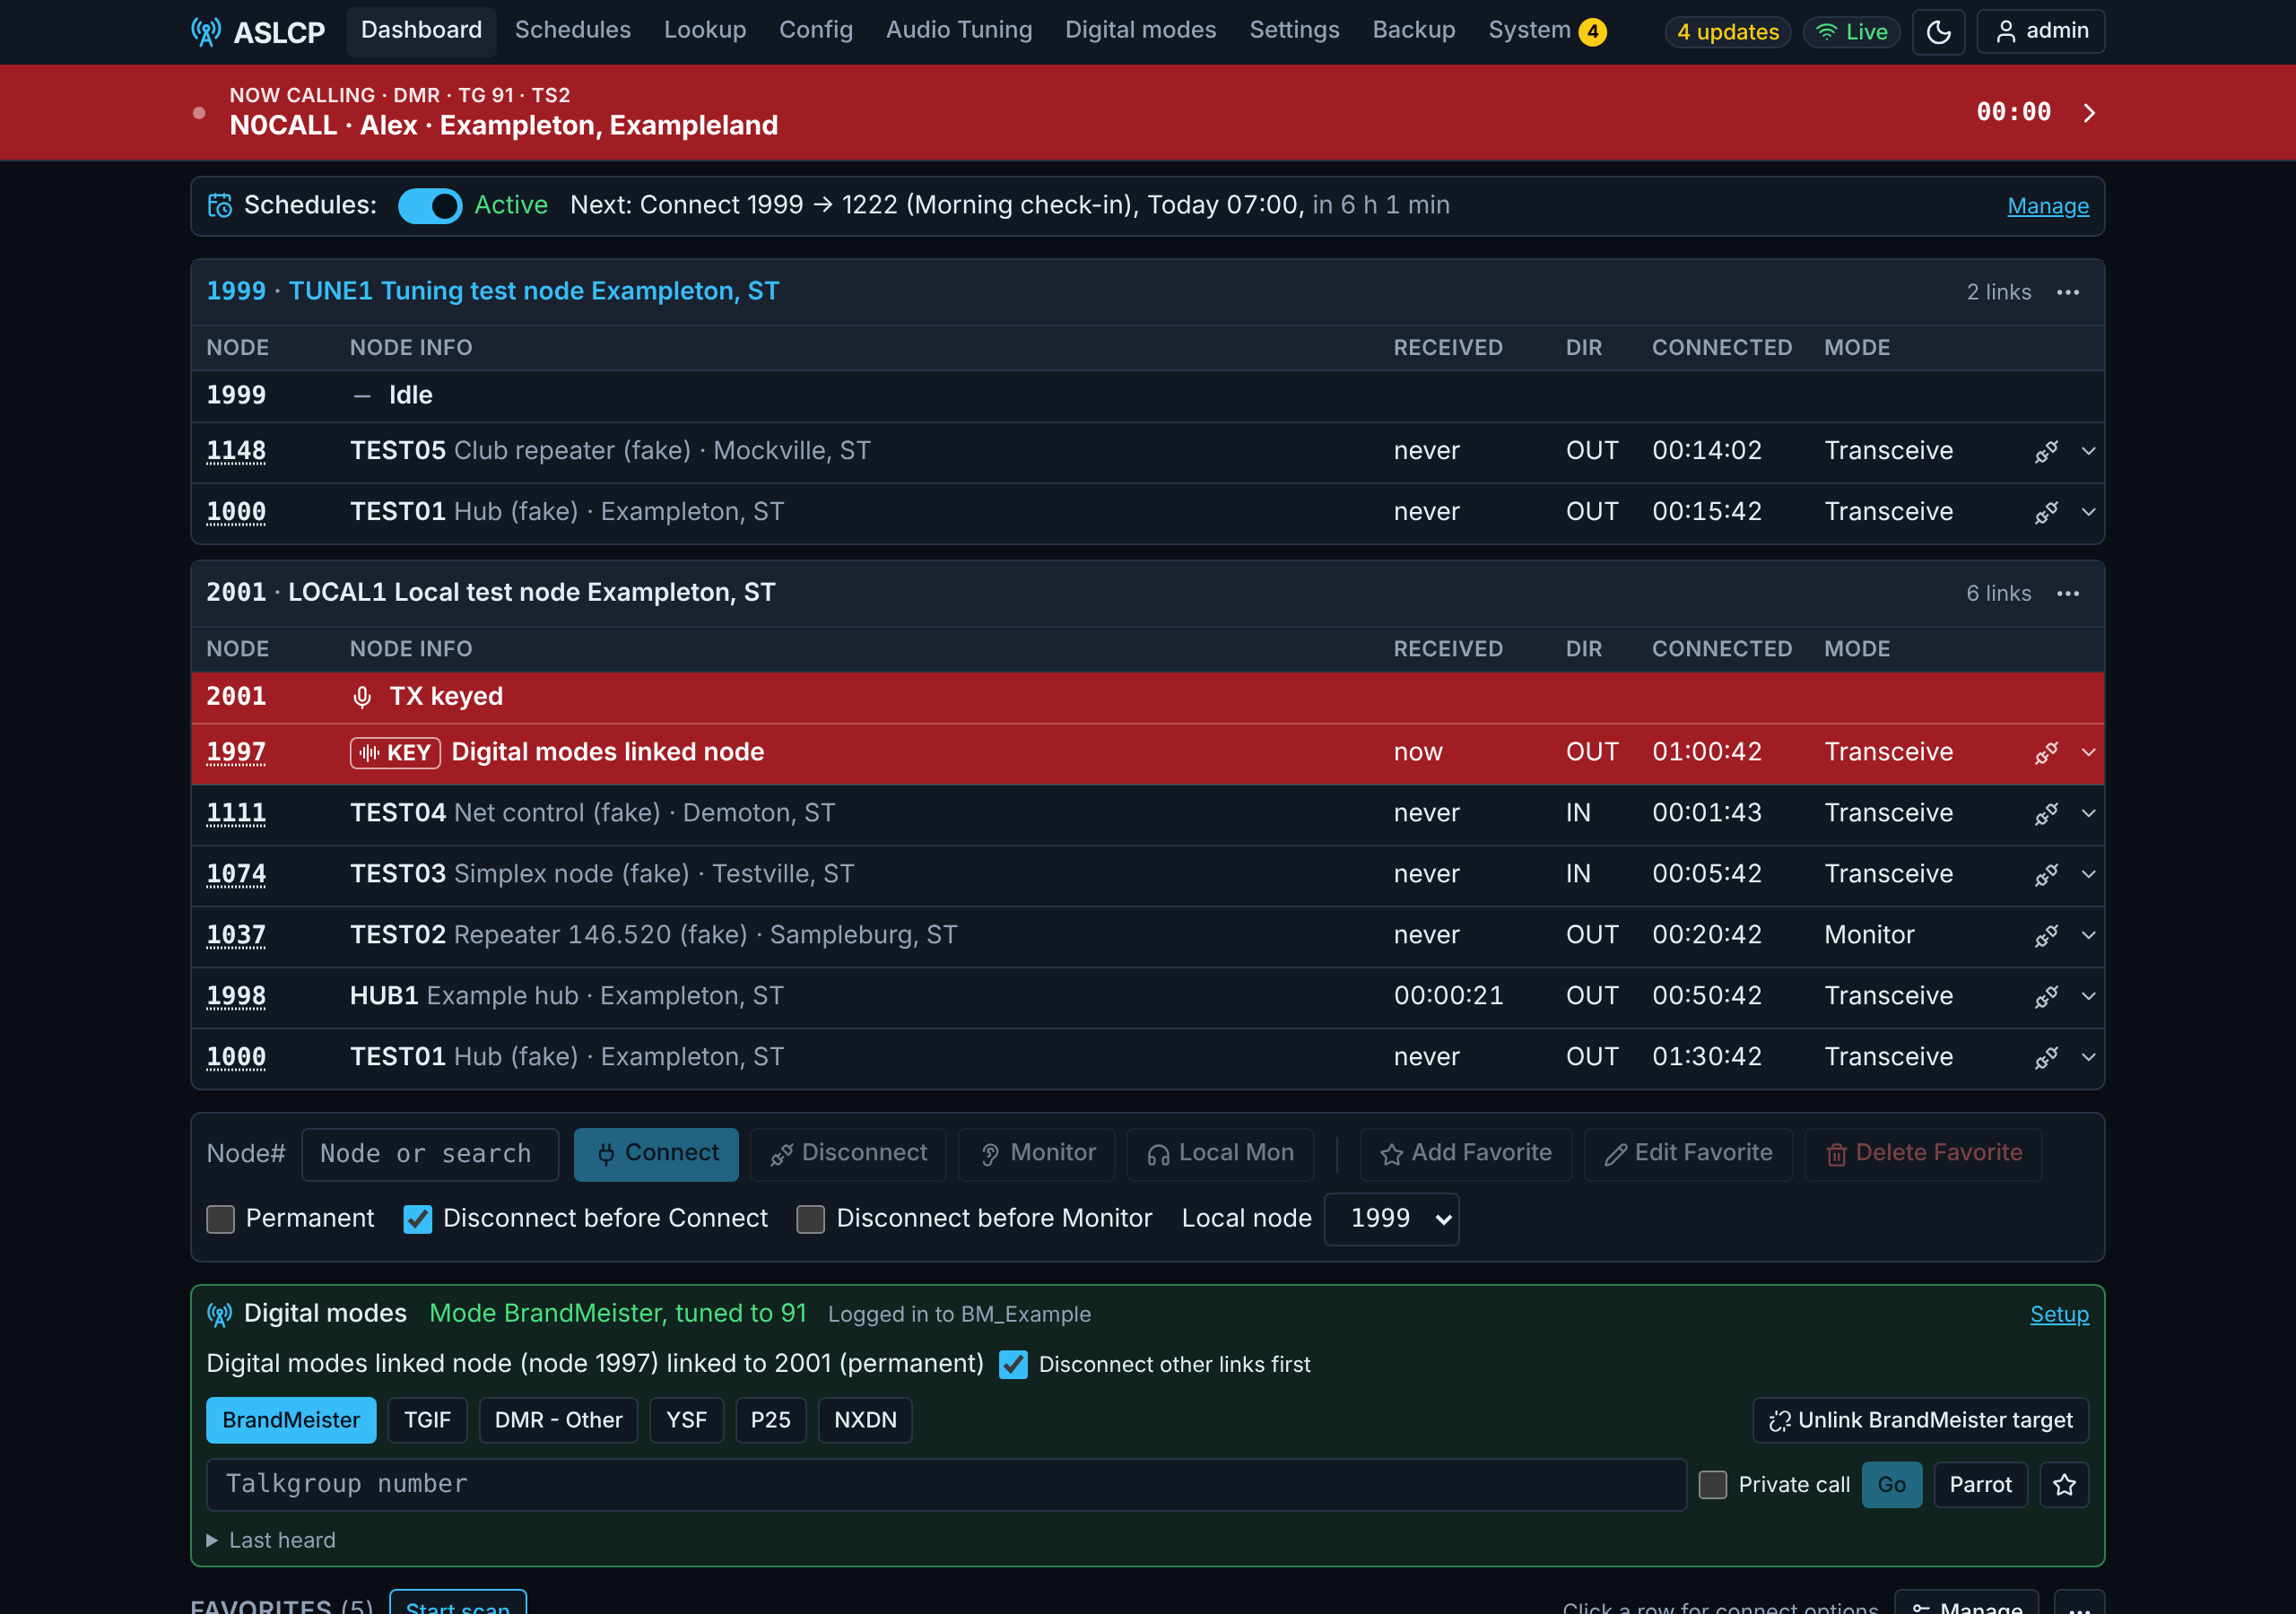 ASLCP Dashboard Schedules Lookup Config Audio Tuning Digital modes Settings Backup System 4 4 updates Live admin
NOW CALLING · DMR · TG 91 · TS2
N0CALL · Alex · Exampleton, Exampleland 00:00
Schedules: Active Next: Connect 1999 → 1222 (Morning check-in), Today 07:00, in 6 h 1 min Manage
1999 · TUNE1 Tuning test node Exampleton, ST 2 links
NODE NODE INFO RECEIVED DIR CONNECTED MODE
1999 – Idle
1148 TEST05 Club repeater (fake) · Mockville, ST never OUT 00:14:02 Transceive
1000 TEST01 Hub (fake) · Exampleton, ST never OUT 00:15:42 Transceive
2001 · LOCAL1 Local test node Exampleton, ST 6 links
NODE NODE INFO RECEIVED DIR CONNECTED MODE
2001 TX keyed
1997 KEY Digital modes linked node now OUT 01:00:42 Transceive
1111 TEST04 Net control (fake) · Demoton, ST never IN 00:01:43 Transceive
1074 TEST03 Simplex node (fake) · Testville, ST never IN 00:05:42 Transceive
1037 TEST02 Repeater 146.520 (fake) · Sampleburg, ST never OUT 00:20:42 Monitor
1998 HUB1 Example hub · Exampleton, ST 00:00:21 OUT 00:50:42 Transceive
1000 TEST01 Hub (fake) · Exampleton, ST never OUT 01:30:42 Transceive
Node# Node or search Connect Disconnect Monitor Local Mon Add Favorite Edit Favorite Delete Favorite
Permanent Disconnect before Connect Disconnect before Monitor Local node 1999
Digital modes Mode BrandMeister, tuned to 91 Logged in to BM_Example Setup
Digital modes linked node (node 1997) linked to 2001 (permanent) Disconnect other links first
BrandMeister TGIF DMR - Other YSF P25 NXDN Unlink BrandMeister target
Talkgroup number Private call Go Parrot
Last heard
FAVORITES (5) Start scan Click a row for connect options Manage